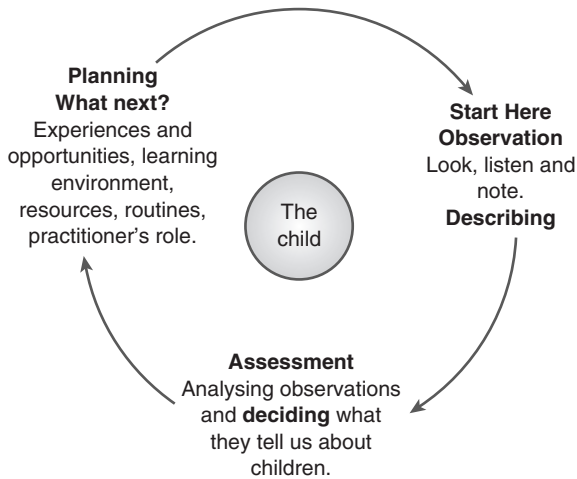 Planning
What next?
Experiences and
opportunities, learning
environment,
resources, routines,
practitioner's role.
Start Here
Observation
Look, listen and
note.
Describing
The
child
Assessment
Analysing observations
and deciding what
they tell us about
children.